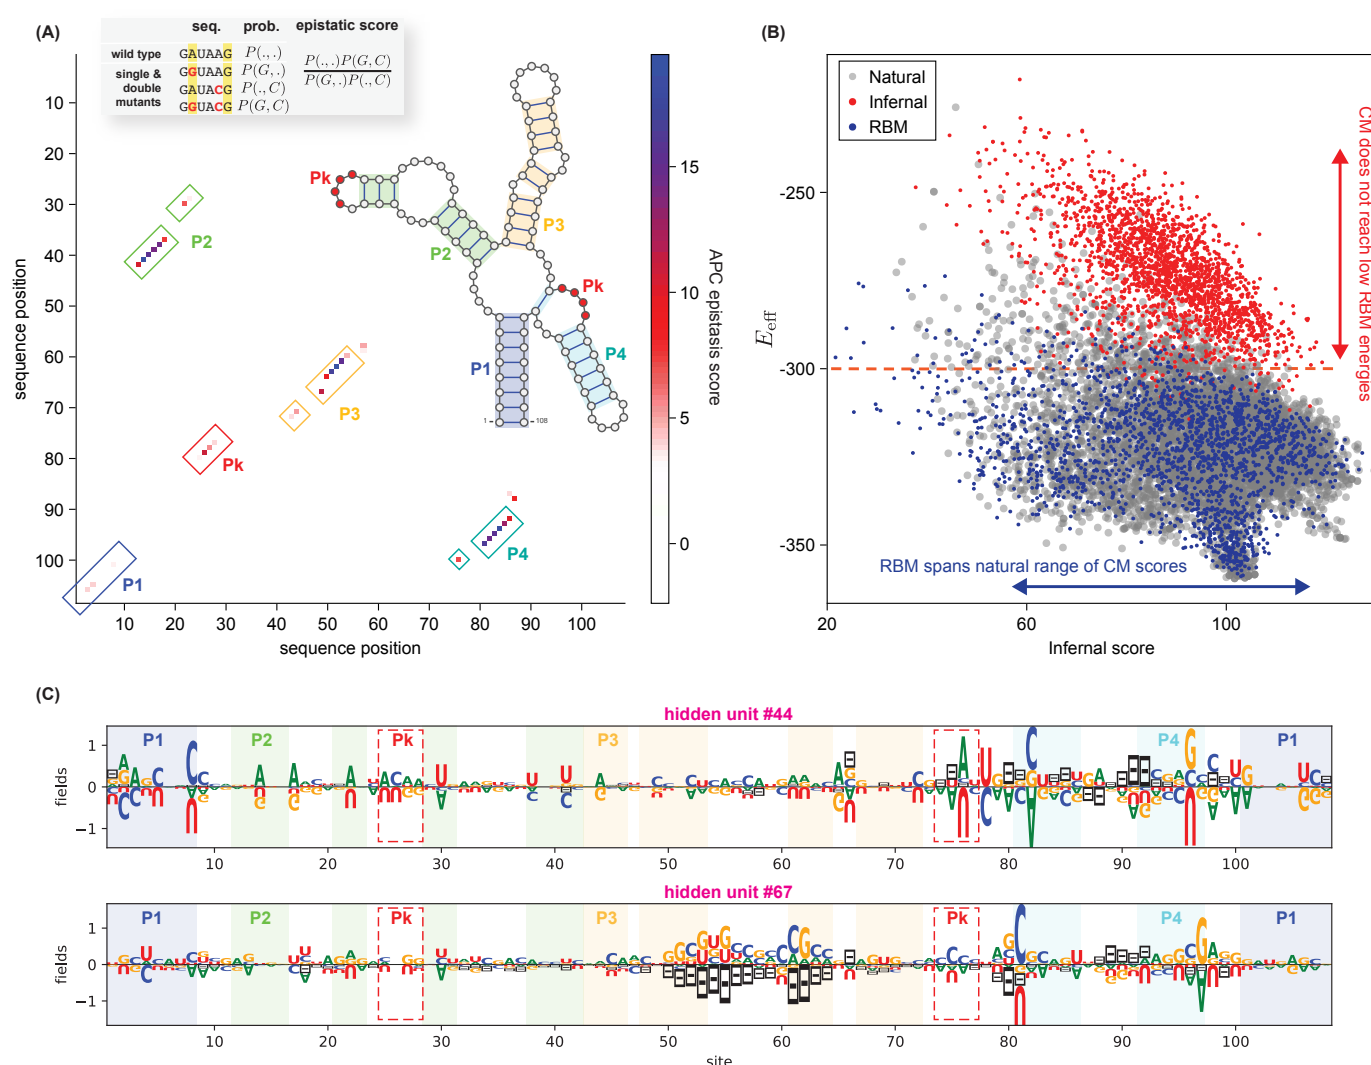 (A)
seq. prob. epistatic score
wild type GAUAAG P(.,.)
single & double mutants
GGUAAG P(G,.)
GAUACG P(.,C)
GGUACG P(G,C)
P(.,.)P(G,C)
P(G,.)P(.,C)
sequence position
10
20
30
40
50
60
70
80
90
100
P2
P3
Pk
P1
P4
Pk
P2
P3
Pk
P1
P4
1
108
10 20 30 40 50 60 70 80 90 100
sequence position
15
10
5
0
APC epistasis score
(B)
Natural
Infernal
RBM
CM does not reach low RBM energies
RBM spans natural range of CM scores
Eeff
-250
-300
-350
20 60 100
Infernal score
(C)
hidden unit #44
P1 P2 Pk P3 P4 P1
fields
1
0
−1
10 20 30 40 50 60 70 80 90 100
hidden unit #67
P1 P2 Pk P3 Pk P4 P1
fields
1
0
−1
10 20 30 40 50 60 70 80 90 100
site